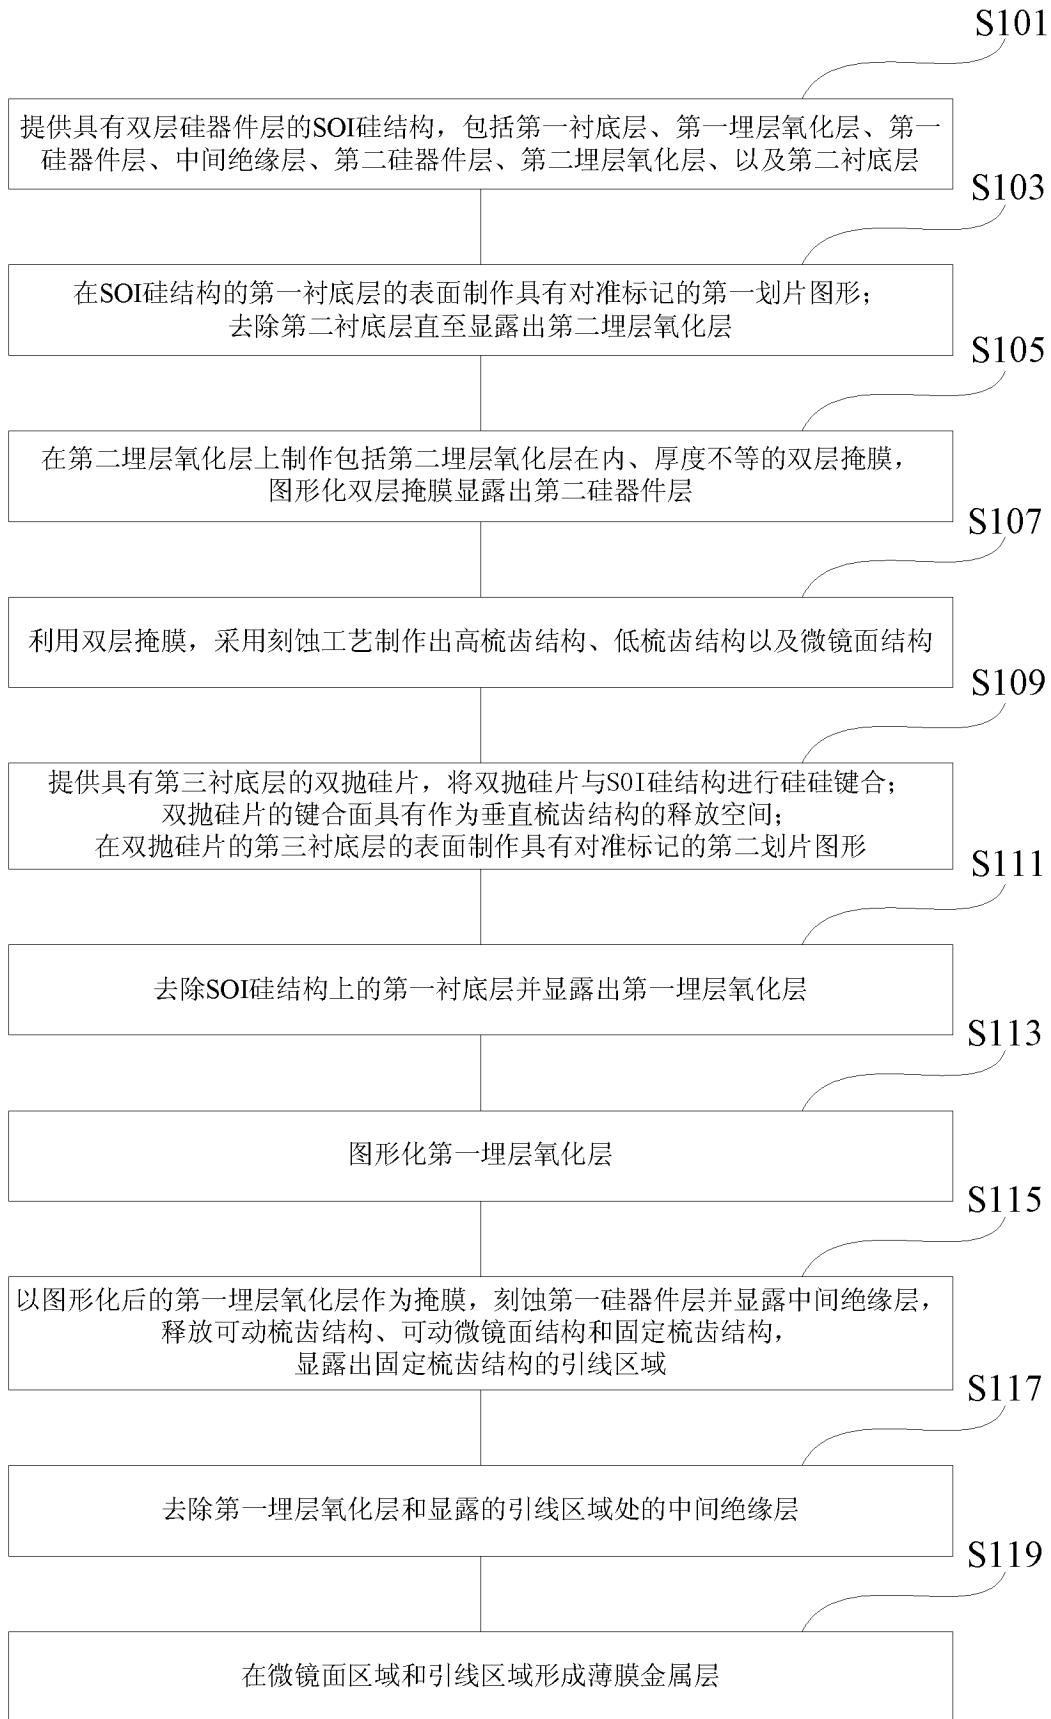 S101
提供具有双层硅器件层的SOI硅结构，包括第一衬底层、第一埋层氧化层、第一
硅器件层、中间绝缘层、第二硅器件层、第二埋层氧化层、以及第二衬底层
S103
在SOI硅结构的第一衬底层的表面制作具有对准标记的第一划片图形；
去除第二衬底层直至显露出第二埋层氧化层
S105
在第二埋层氧化层上制作包括第二埋层氧化层在内、厚度不等的双层掩膜，
图形化双层掩膜显露出第二硅器件层
S107
利用双层掩膜，采用刻蚀工艺制作出高梳齿结构、低梳齿结构以及微镜面结构
S109
提供具有第三衬底层的双抛硅片，将双抛硅片与SOI硅结构进行硅硅键合；
双抛硅片的键合面具有作为垂直梳齿结构的释放空间；
在双抛硅片的第三衬底层的表面制作具有对准标记的第二划片图形
S111
去除SOI硅结构上的第一衬底层并显露出第一埋层氧化层
S113
图形化第一埋层氧化层
S115
以图形化后的第一埋层氧化层作为掩膜，刻蚀第一硅器件层并显露中间绝缘层，
释放可动梳齿结构、可动微镜面结构和固定梳齿结构，
显露出固定梳齿结构的引线区域
S117
去除第一埋层氧化层和显露的引线区域处的中间绝缘层
S119
在微镜面区域和引线区域形成薄膜金属层